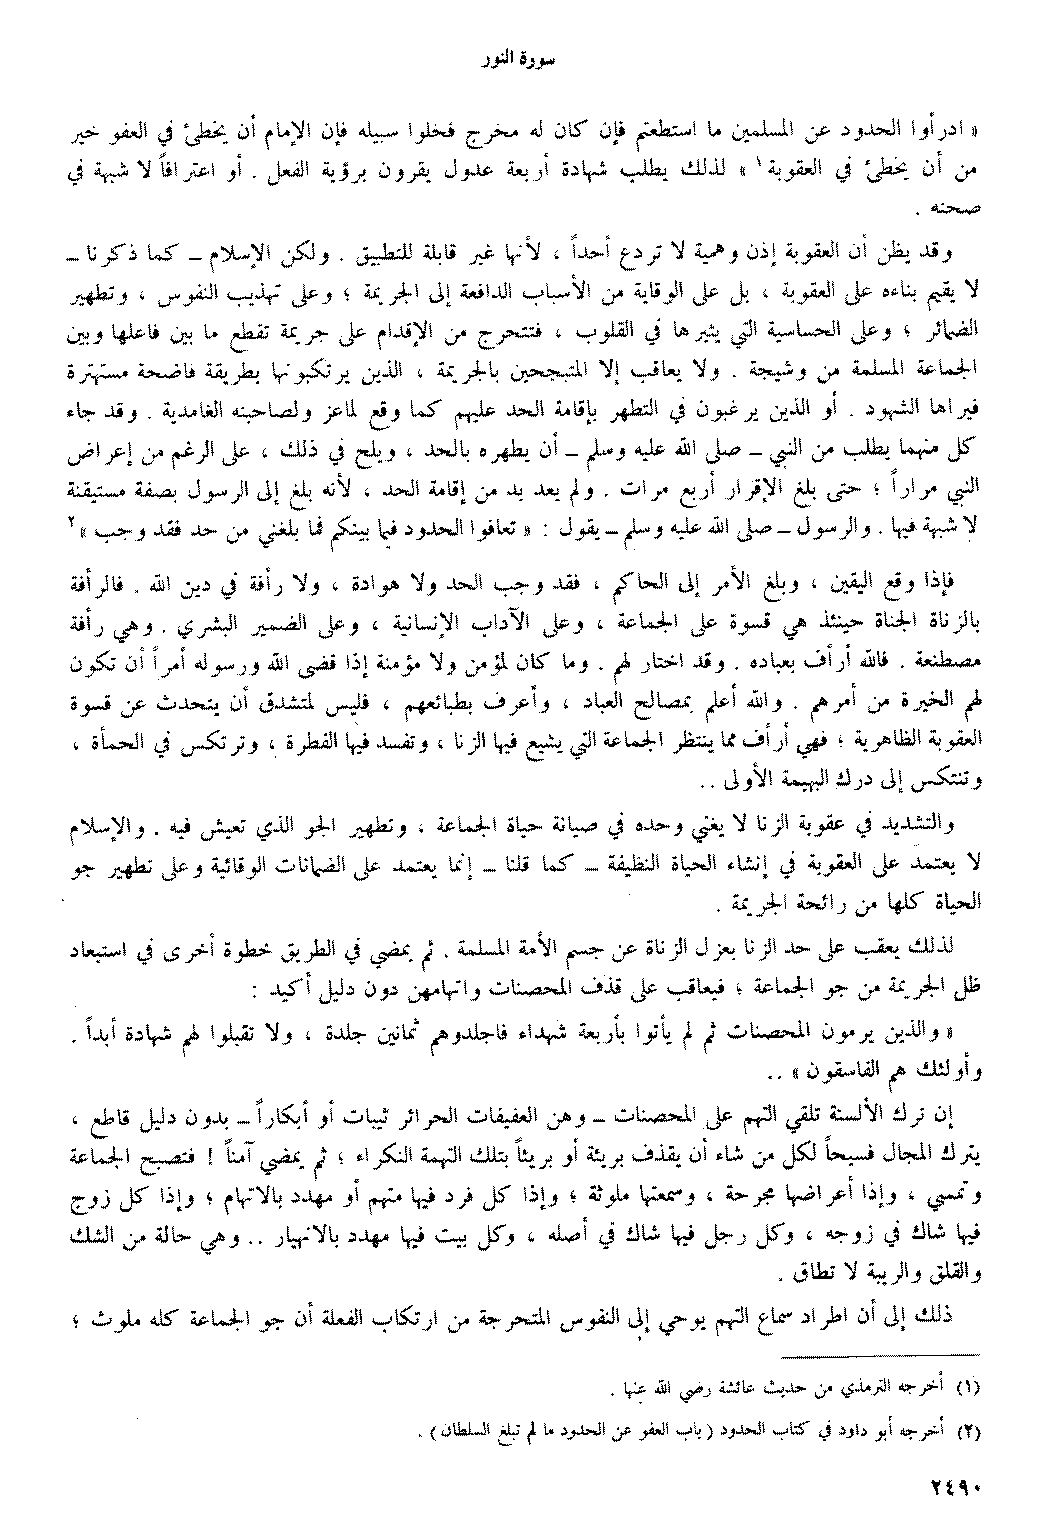 سورة النور
« ادرأوا الحدود عن المسلمين ما استطعتم فإن كان له مخرج فخلوا سبيله فإن الإمام أن يخطئ في العفو خير
من أن يخطئ في العقوبة ١ » لذلك يطلب شهادة أربعة عدول يقرون برؤية الفعل . أو اعترافاً لا شبهة في
صحته .
وقد يظن أن العقوبة إذن وهمية لا تردع أحداً ، لأنها غير قابلة للتطبيق . ولكن الإسلام – كما ذكرنا –
لا يقيم بناءه على العقوبة ، بل على الوقاية من الأسباب الدافعة إلى الجريمة ؛ وعلى تهذيب النفوس ، وتطهير
الضمائر ؛ وعلى الحساسية التي يثيرها في القلوب ، فتتحرج من الإقدام على جريمة تقطع ما بين فاعلها وبين
الجماعة المسلمة من وشيجة . ولا يعاقب إلا المتبجحين بالجريمة ، الذين يرتكبونها بطريقة فاضحة مستهترة
فيراها الشهود . أو الذين يرغبون في التطهر بإقامة الحد عليهم كما وقع لماعز ولصاحبته الغامدية . وقد جاء
كل منهما يطلب من النبي – صلى الله عليه وسلم – أن يطهره بالحد ، ويلح في ذلك ، على الرغم من إعراض
النبي مراراً ؛ حتى بلغ الإقرار أربع مرات . ولم يعد بد من إقامة الحد ، لأنه بلغ إلى الرسول بصفة مستيقنة
لا شبهة فيها . والرسول – صلى الله عليه وسلم – يقول : « تعافوا الحدود فيما بينكم فما بلغني من حد فقد وجب » ٢
فإذا وقع اليقين ، وبلغ الأمر إلى الحاكم ، فقد وجب الحد ولا هوادة ، ولا رأفة في دين الله . فالرأفة
بالزناة الجناة حينئذ هي قسوة على الجماعة ، وعلى الآداب الإنسانية ، وعلى الضمير البشري . وهي رأفة
مصطنعة . فالله أرأف بعباده . وقد اختار لهم . وما كان لمؤمن ولا مؤمنة إذا قضى الله ورسوله أمراً أن تكون
لهم الخيرة من أمرهم . والله أعلم بمصالح العباد ، وأعرف بطبائعهم ، فليس لمتشدق أن يتحدث عن قسوة
العقوبة الظاهرية ؛ فهي أرأف مما ينتظر الجماعة التي يشيع فيها الزنا ، وتفسد فيها الفطرة ، وترتكس في الحمأة ،
وتنتكس إلى درك البهيمة الأولى ..
والتشديد في عقوبة الزنا لا يغني وحده في صيانة حياة الجماعة ، وتطهير الجو الذي تعيش فيه . والإسلام
لا يعتمد على العقوبة في إنشاء الحياة النظيفة – كما قلنا – إنما يعتمد على الضمانات الوقائية وعلى تطهير جو
الحياة كلها من رائحة الجريمة .
لذلك يعقب على حد الزنا بعزل الزناة عن جسم الأمة المسلمة . ثم يمضي في الطريق خطوة أخرى في استبعاد
ظل الجريمة من جو الجماعة ؛ فيعاقب على قذف المحصنات واتهامهن دون دليل أكيد :
« والذين يرمون المحصنات ثم لم يأتوا بأربعة شهداء فاجلدوهم ثمانين جلدة ، ولا تقبلوا لهم شهادة أبداً .
وأولئك هم الفاسقون » ..
إن ترك الألسنة تلقي التهم على المحصنات – وهن العفيفات الحرائر ثيبات أو أبكاراً – بدون دليل قاطع ،
يترك المجال فسيحاً لكل من شاء أن يقذف بريئة أو بريئاً بتلك التهمة النكراء ؛ ثم يمضي آمناً ! فتصبح الجماعة
وتمسي ، وإذا أعراضها مجرحة ، وسمعتها ملوثة ؛ وإذا كل فرد فيها متهم أو مهدد بالاتهام ؛ وإذا كل زوج
فيها شاك في زوجه ، وكل رجل فيها شاك في أصله ، وكل بيت فيها مهدد بالانهيار .. وهي حالة من الشك
والقلق والريبة لا تطاق .
ذلك إلى أن اطراد سماع التهم يوحي إلى النفوس المتحرجة من ارتكاب الفعلة أن جو الجماعة كله ملوث ؛
(١) أخرجه الترمذي من حديث عائشة رضي الله عنها .
(٢) أخرجه أبو داود في كتاب الحدود ( باب العفو عن الحدود ما لم تبلغ السلطان ) .
٢٤٩٠